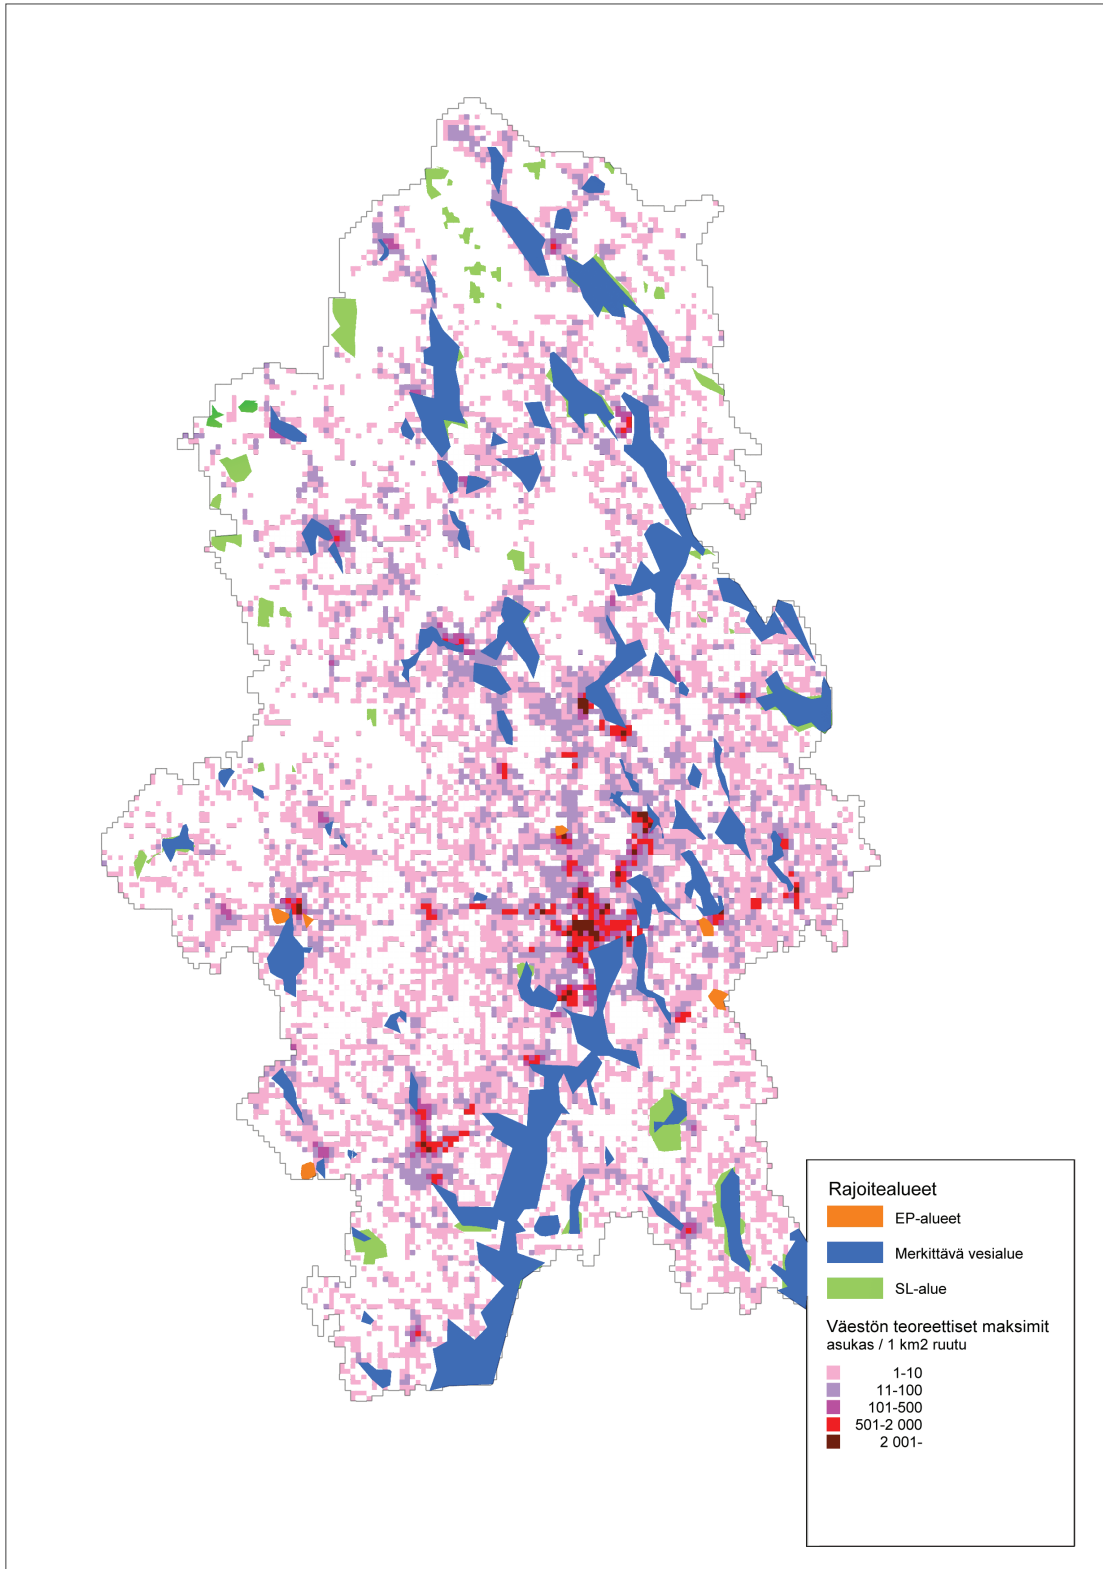 Rajoitealueet
EP-alueet
Merkittävä vesialue
SL-alue
Väestön teoreettiset maksimit
asukas / 1 km2 ruutu
1-10
11-100
101-500
501-2 000
2 001-